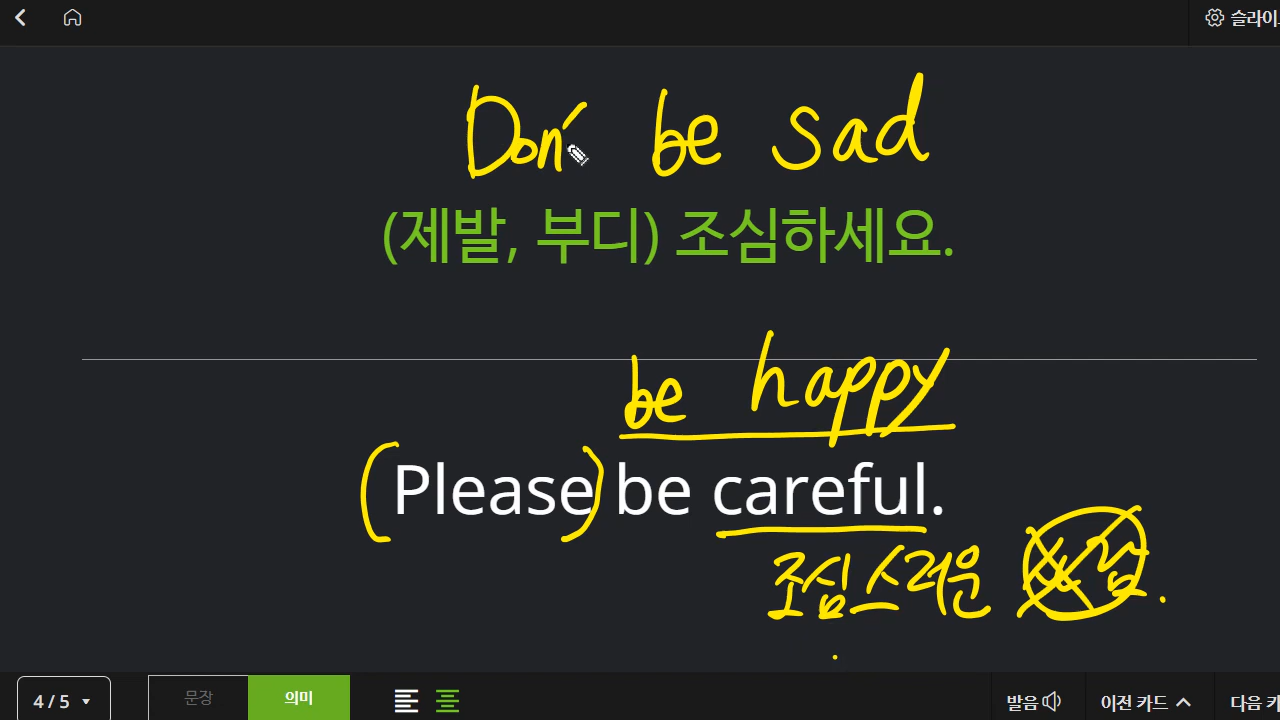 슬라이
Don' be sad
(제발, 부디) 조심하세요.
be happy
(Please) be careful.
조심스러운
4 / 5
문장
의미
발음
이전 카드
다음 카